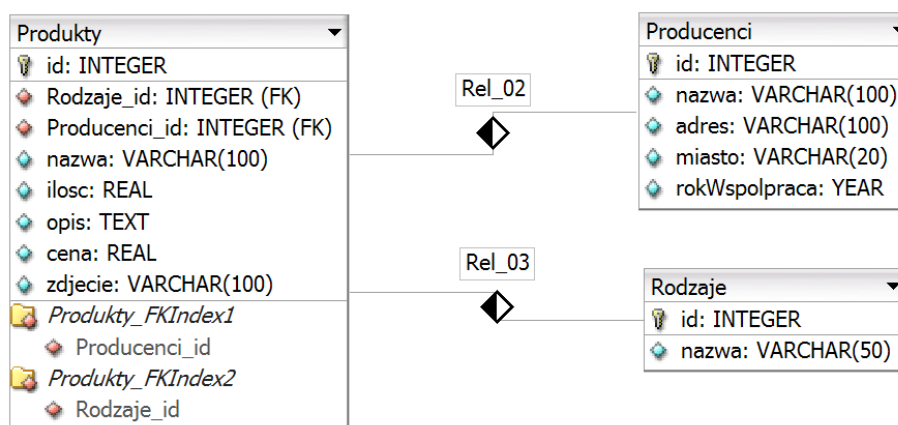 Produkty
id: INTEGER
Rodzaje_id: INTEGER (FK)
Producenci_id: INTEGER (FK)
nazwa: VARCHAR(100)
ilosc: REAL
opis: TEXT
cena: REAL
zdjecie: VARCHAR(100)
Produkty_FKIndex1
Producenci_id
Produkty_FKIndex2
Rodzaje_id
Rel_02
Rel_03
Producenci
id: INTEGER
nazwa: VARCHAR(100)
adres: VARCHAR(100)
miasto: VARCHAR(20)
rokWspolpraca: YEAR
Rodzaje
id: INTEGER
nazwa: VARCHAR(50)